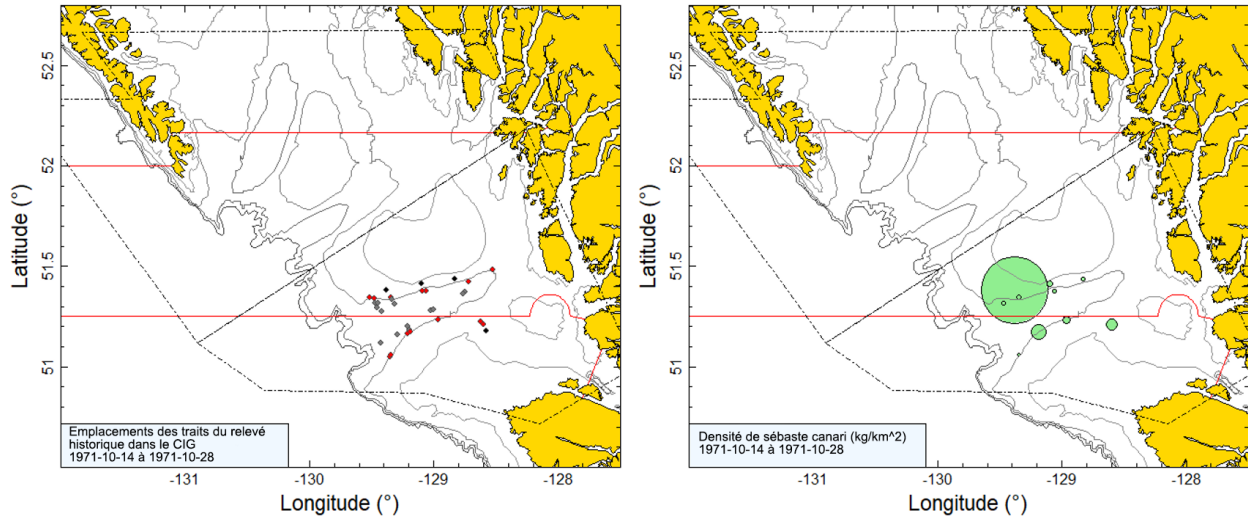 52.5
52
51.5
51
Latitude (°)
-131
-130
-129
-128
Longitude (°)
Emplacements des traits du relevé
historique dans le CIG
1971-10-14 à 1971-10-28
52.5
52
51.5
51
Latitude (°)
-131
-130
-129
-128
Longitude (°)
Densité de sébaste canari (kg/km^2)
1971-10-14 à 1971-10-28